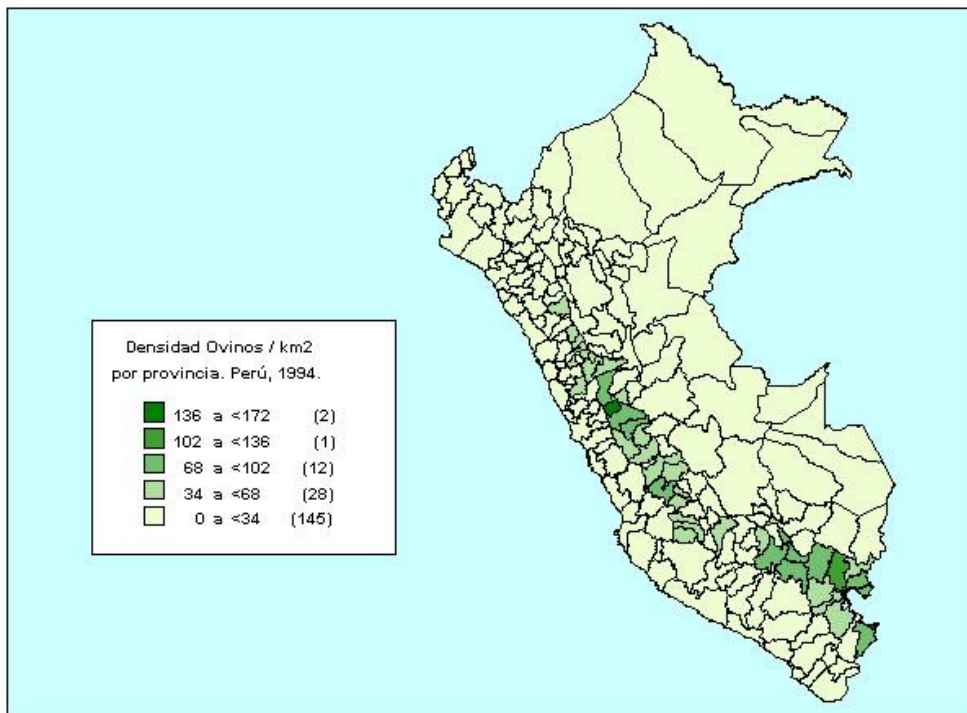 Densidad Ovinos / km2
por provincia. Perú, 1994.
136 a <172 (2)
102 a <136 (1)
68 a <102 (12)
34 a <68 (28)
0 a <34 (145)